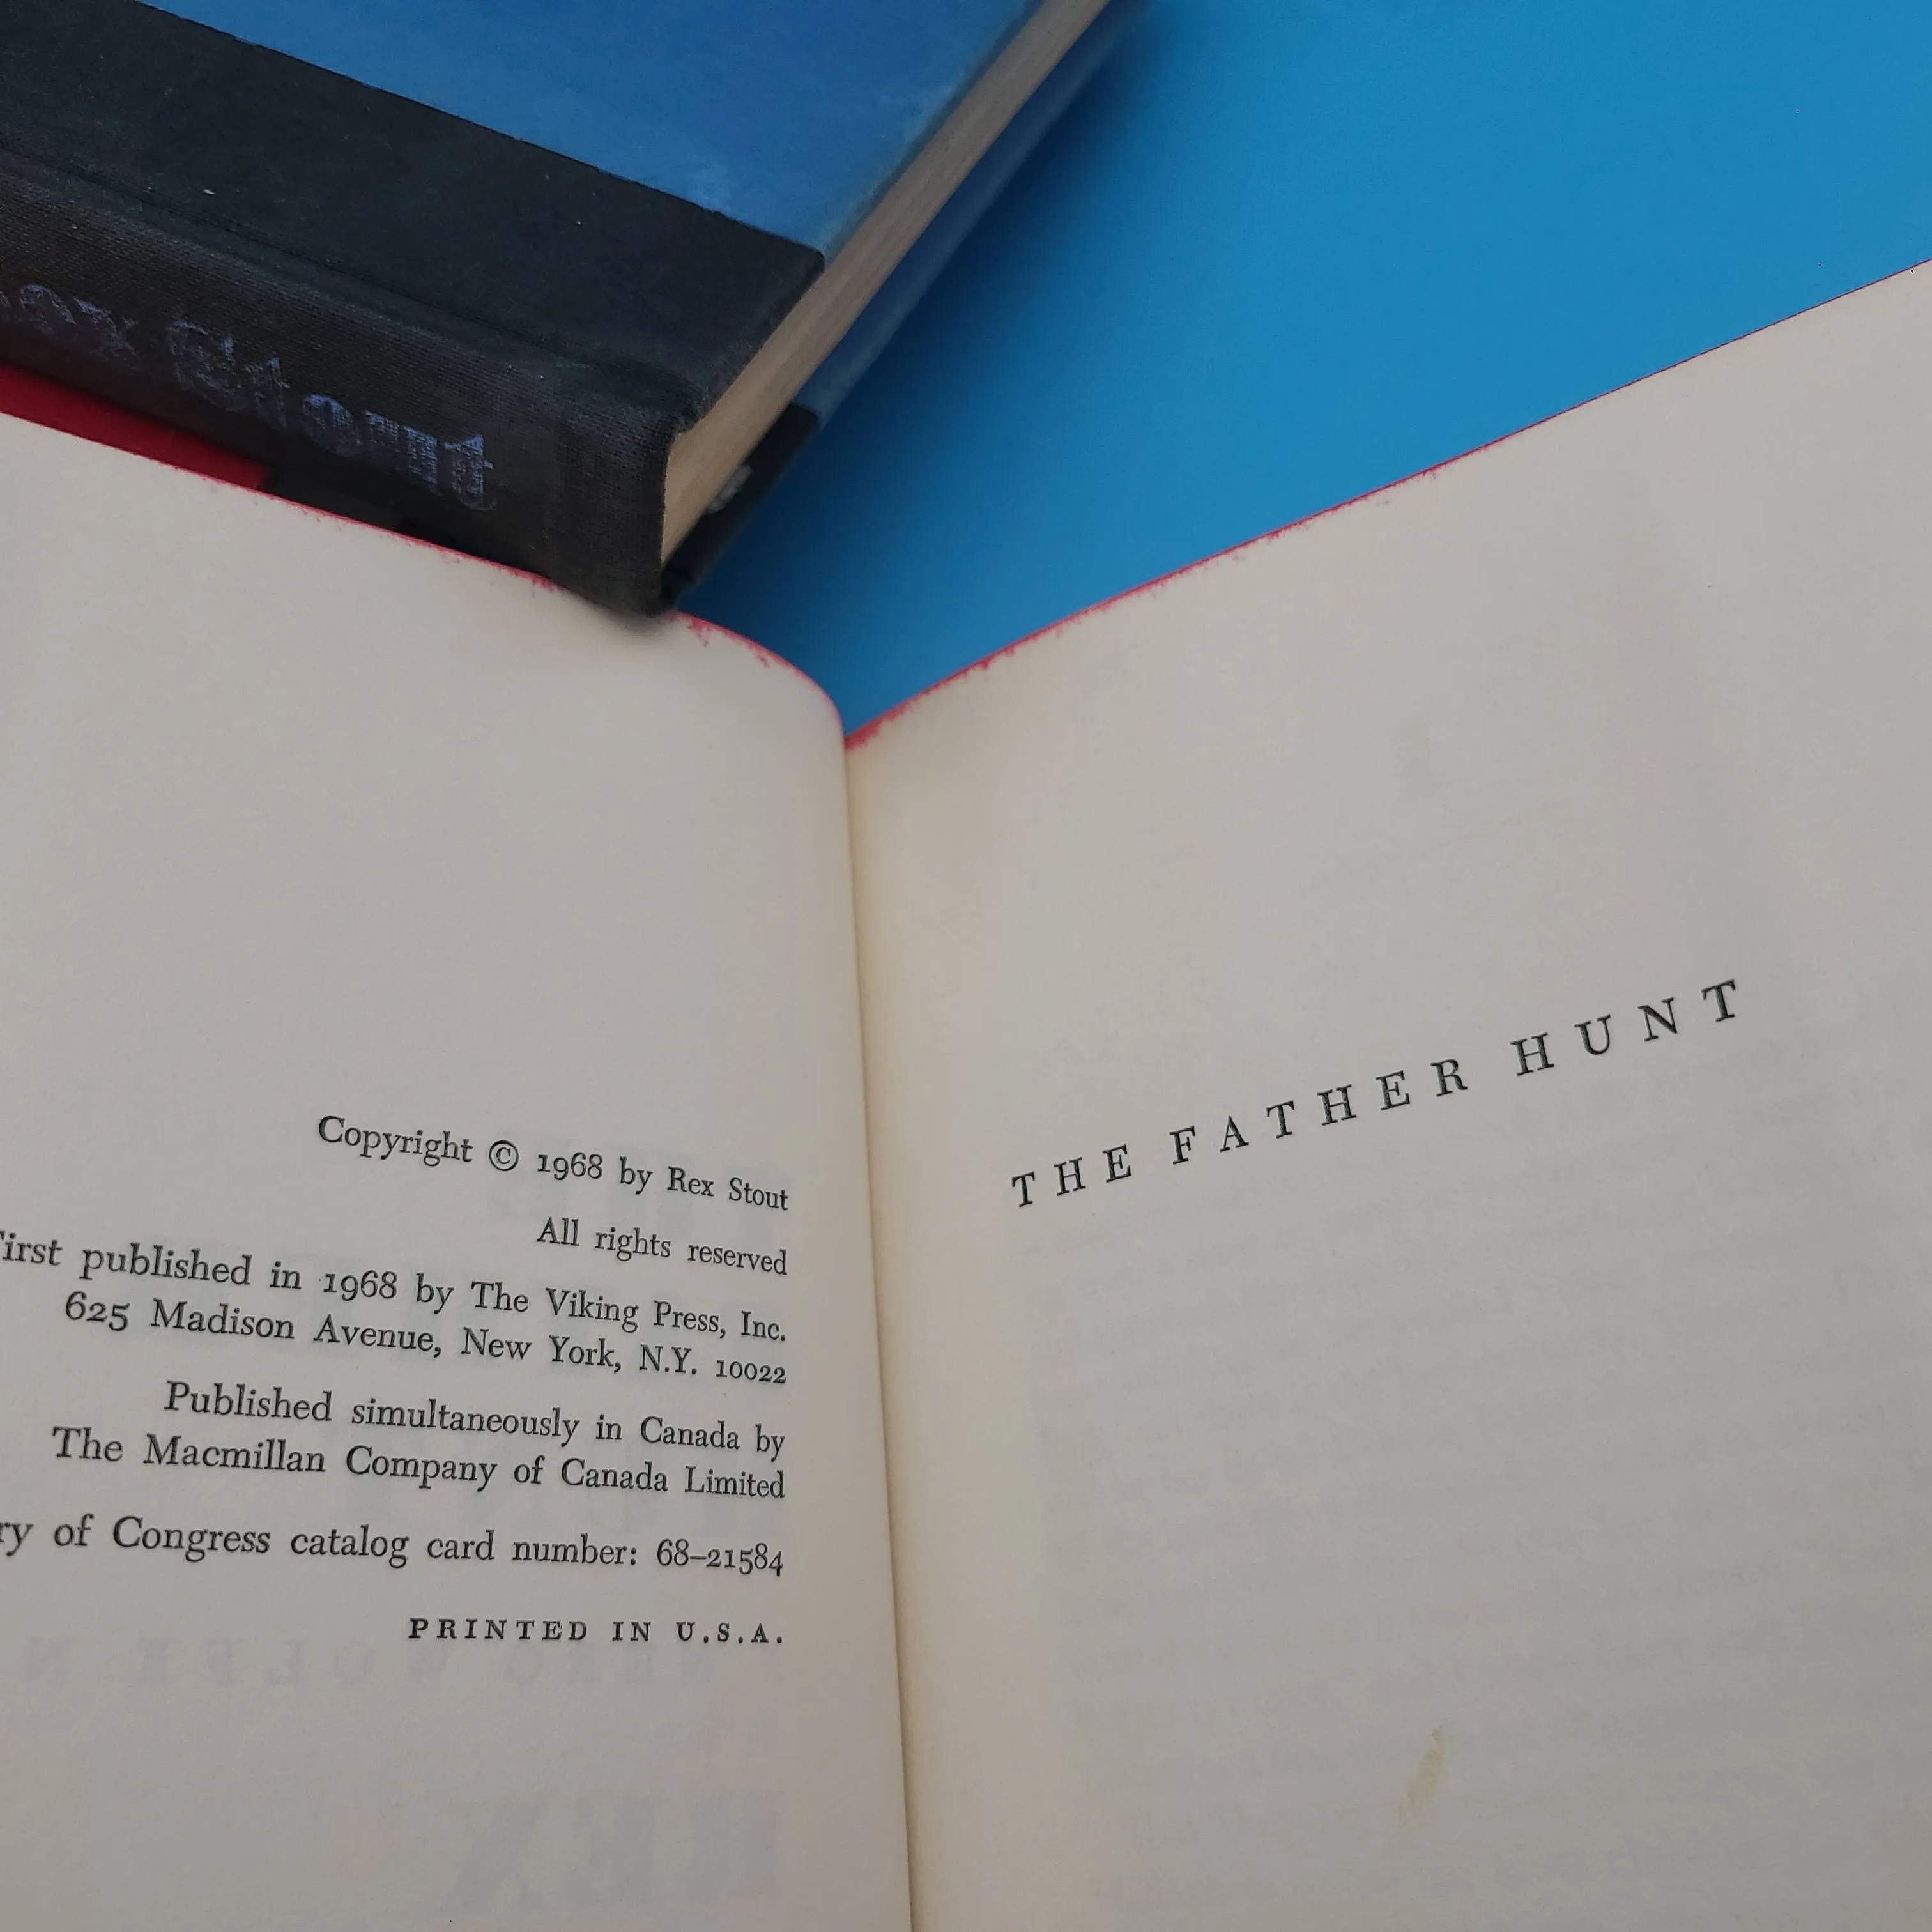 Stout
Copyright © 1968 by Rex Stout
All rights reserved
published in 1968 by The Viking Press, Inc.
625 Madison Avenue, New York, N.Y. 10022
Published simultaneously in Canada by
The Macmillan Company of Canada Limited
of Congress catalog card number: 68–21584
PRINTED IN U.S.A.
THE FATHER HUNT